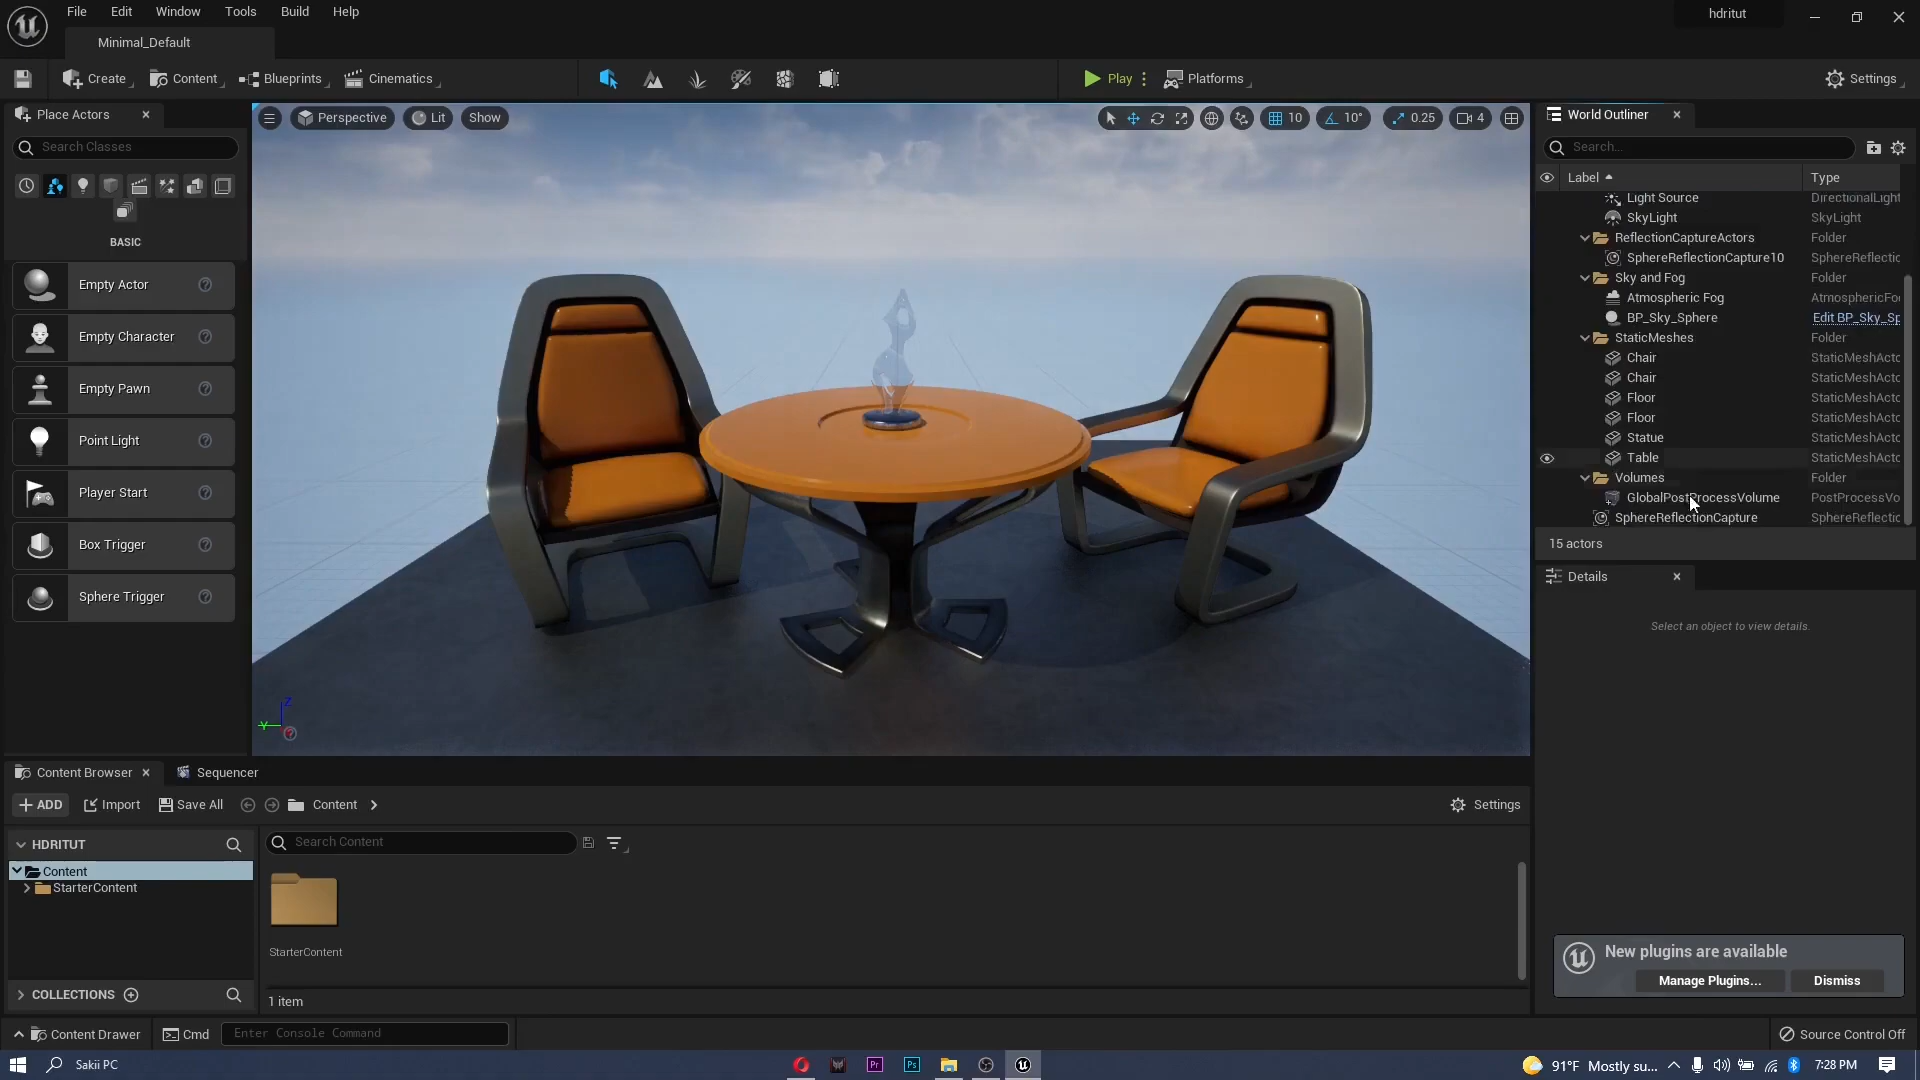 File Edit Window Tools Build Help
hdritut
Minimal_Default
Create Content Blueprints Cinematics
Play Platforms Settings
Place Actors
Search Classes
BASIC
Empty Actor
Empty Character
Empty Pawn
Point Light
Player Start
Box Trigger
Sphere Trigger
Perspective Lit Show
10 10° 0.25 4
World Outliner
Search...
Label Type
Light Source DirectionalLight
SkyLight SkyLight
ReflectionCaptureActors Folder
SphereReflectionCapture10 SphereReflectic
Sky and Fog Folder
Atmospheric Fog AtmosphericFo
BP_Sky_Sphere Edit BP_Sky_Sp
StaticMeshes Folder
Chair StaticMeshActo
Chair StaticMeshActo
Floor StaticMeshActo
Floor StaticMeshActo
Statue StaticMeshActo
Table StaticMeshActo
Volumes Folder
GlobalPostProcessVolume PostProcessVo
SphereReflectionCapture SphereReflectic
15 actors
Details
Select an object to view details.
Z
Y
Content Browser Sequencer
ADD Import Save All Content Settings
HDRITUT
Search Content
Content
StarterContent
StarterContent
COLLECTIONS
1 item
New plugins are available
Manage Plugins... Dismiss
Content Drawer Cmd Enter Console Command Source Control Off
Sakii PC
Pr Ps
91°F Mostly su... 7:28 PM